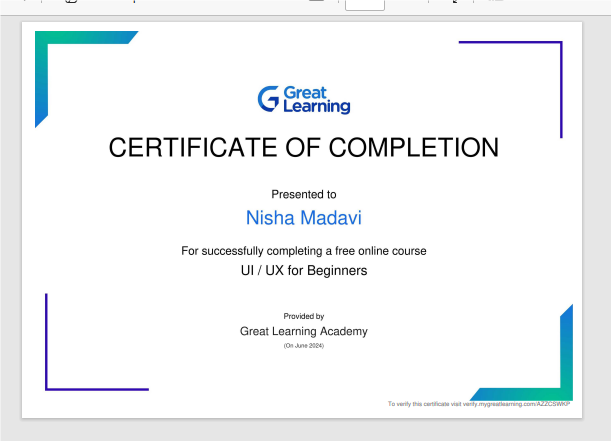 Great
Learning
CERTIFICATE OF COMPLETION
Presented to
Nisha Madavi
For successfully completing a free online course
UI / UX for Beginners
Provided by
Great Learning Academy
(On June 2024)
To verify this certificate visit verify.mygreatlearning.com/AZZCSWKP